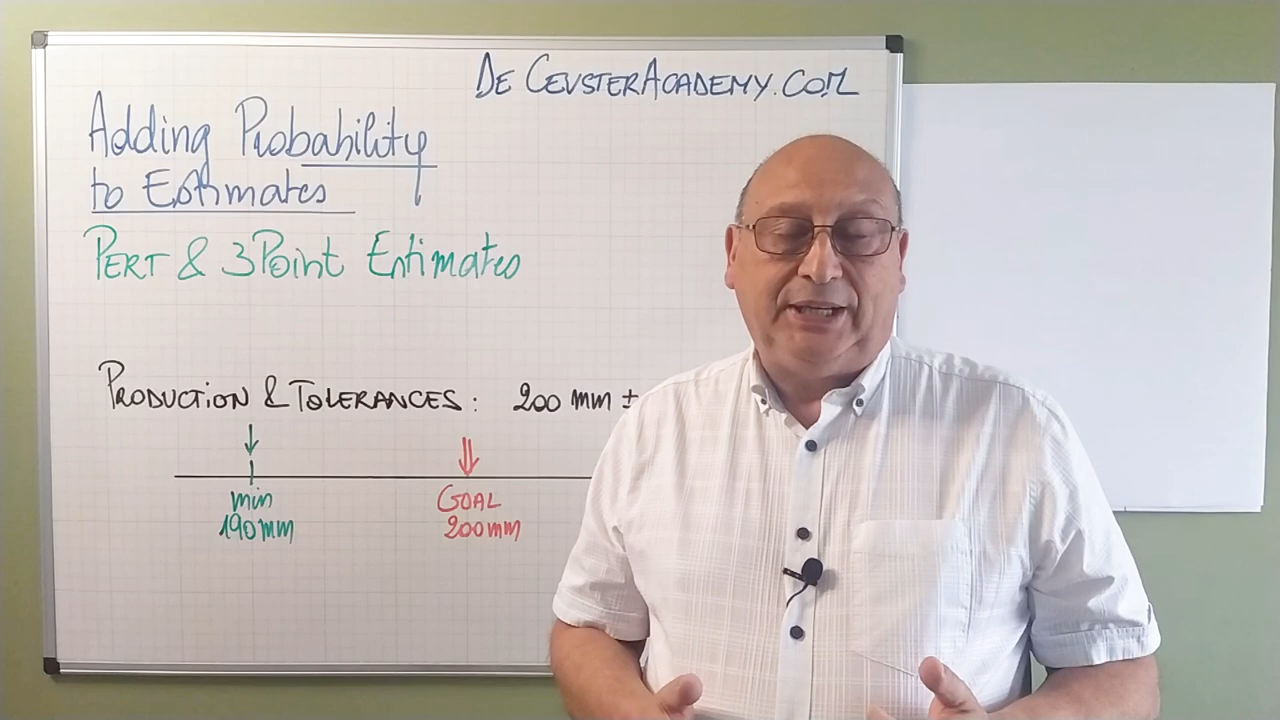 DE CEUSTERACADEMY.COM
Adding Probability
to Estimates
PERT & 3Point Estimates
PRODUCTION & TOLERANCES: 200 mm ±
min
190mm
GOAL
200mm